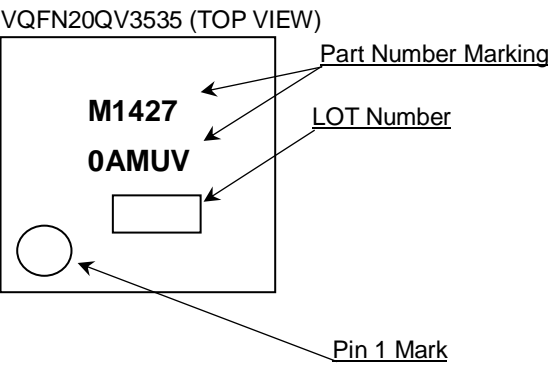 VQFN20QV3535 (TOP VIEW)
Part Number Marking
M1427
LOT Number
0AMUV
Pin 1 Mark